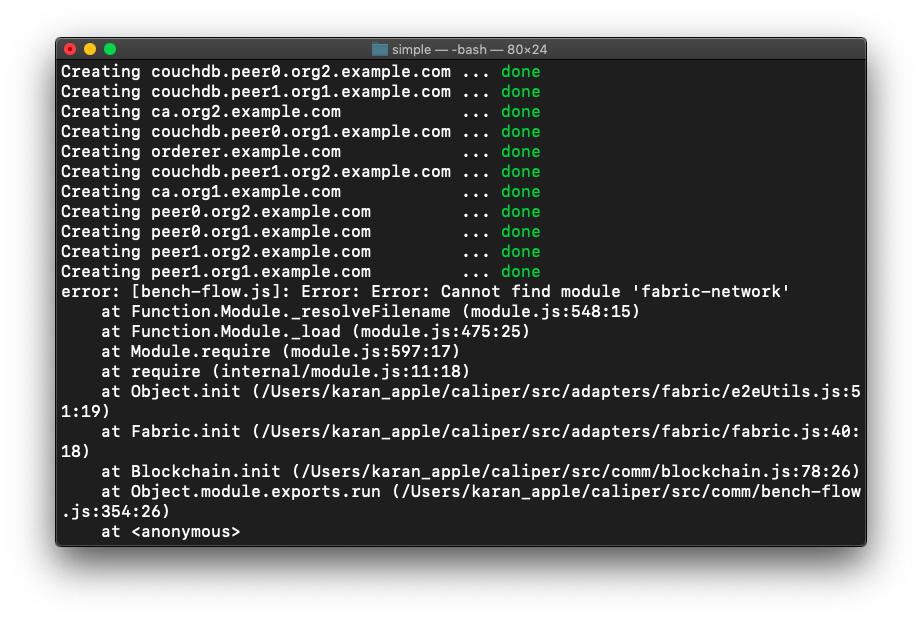 simple — -bash — 80×24
Creating couchdb.peer0.org2.example.com ... done
Creating couchdb.peer1.org1.example.com ... done
Creating ca.org2.example.com            ... done
Creating couchdb.peer0.org1.example.com ... done
Creating orderer.example.com            ... done
Creating couchdb.peer1.org2.example.com ... done
Creating ca.org1.example.com            ... done
Creating peer0.org2.example.com         ... done
Creating peer0.org1.example.com         ... done
Creating peer1.org2.example.com         ... done
Creating peer1.org1.example.com         ... done
error: [bench-flow.js]: Error: Error: Cannot find module 'fabric-network'
    at Function.Module._resolveFilename (module.js:548:15)
    at Function.Module._load (module.js:475:25)
    at Module.require (module.js:597:17)
    at require (internal/module.js:11:18)
    at Object.init (/Users/karan_apple/caliper/src/adapters/fabric/e2eUtils.js:5
1:19)
    at Fabric.init (/Users/karan_apple/caliper/src/adapters/fabric/fabric.js:40:
18)
    at Blockchain.init (/Users/karan_apple/caliper/src/comm/blockchain.js:78:26)
    at Object.module.exports.run (/Users/karan_apple/caliper/src/comm/bench-flow
.js:354:26)
    at <anonymous>